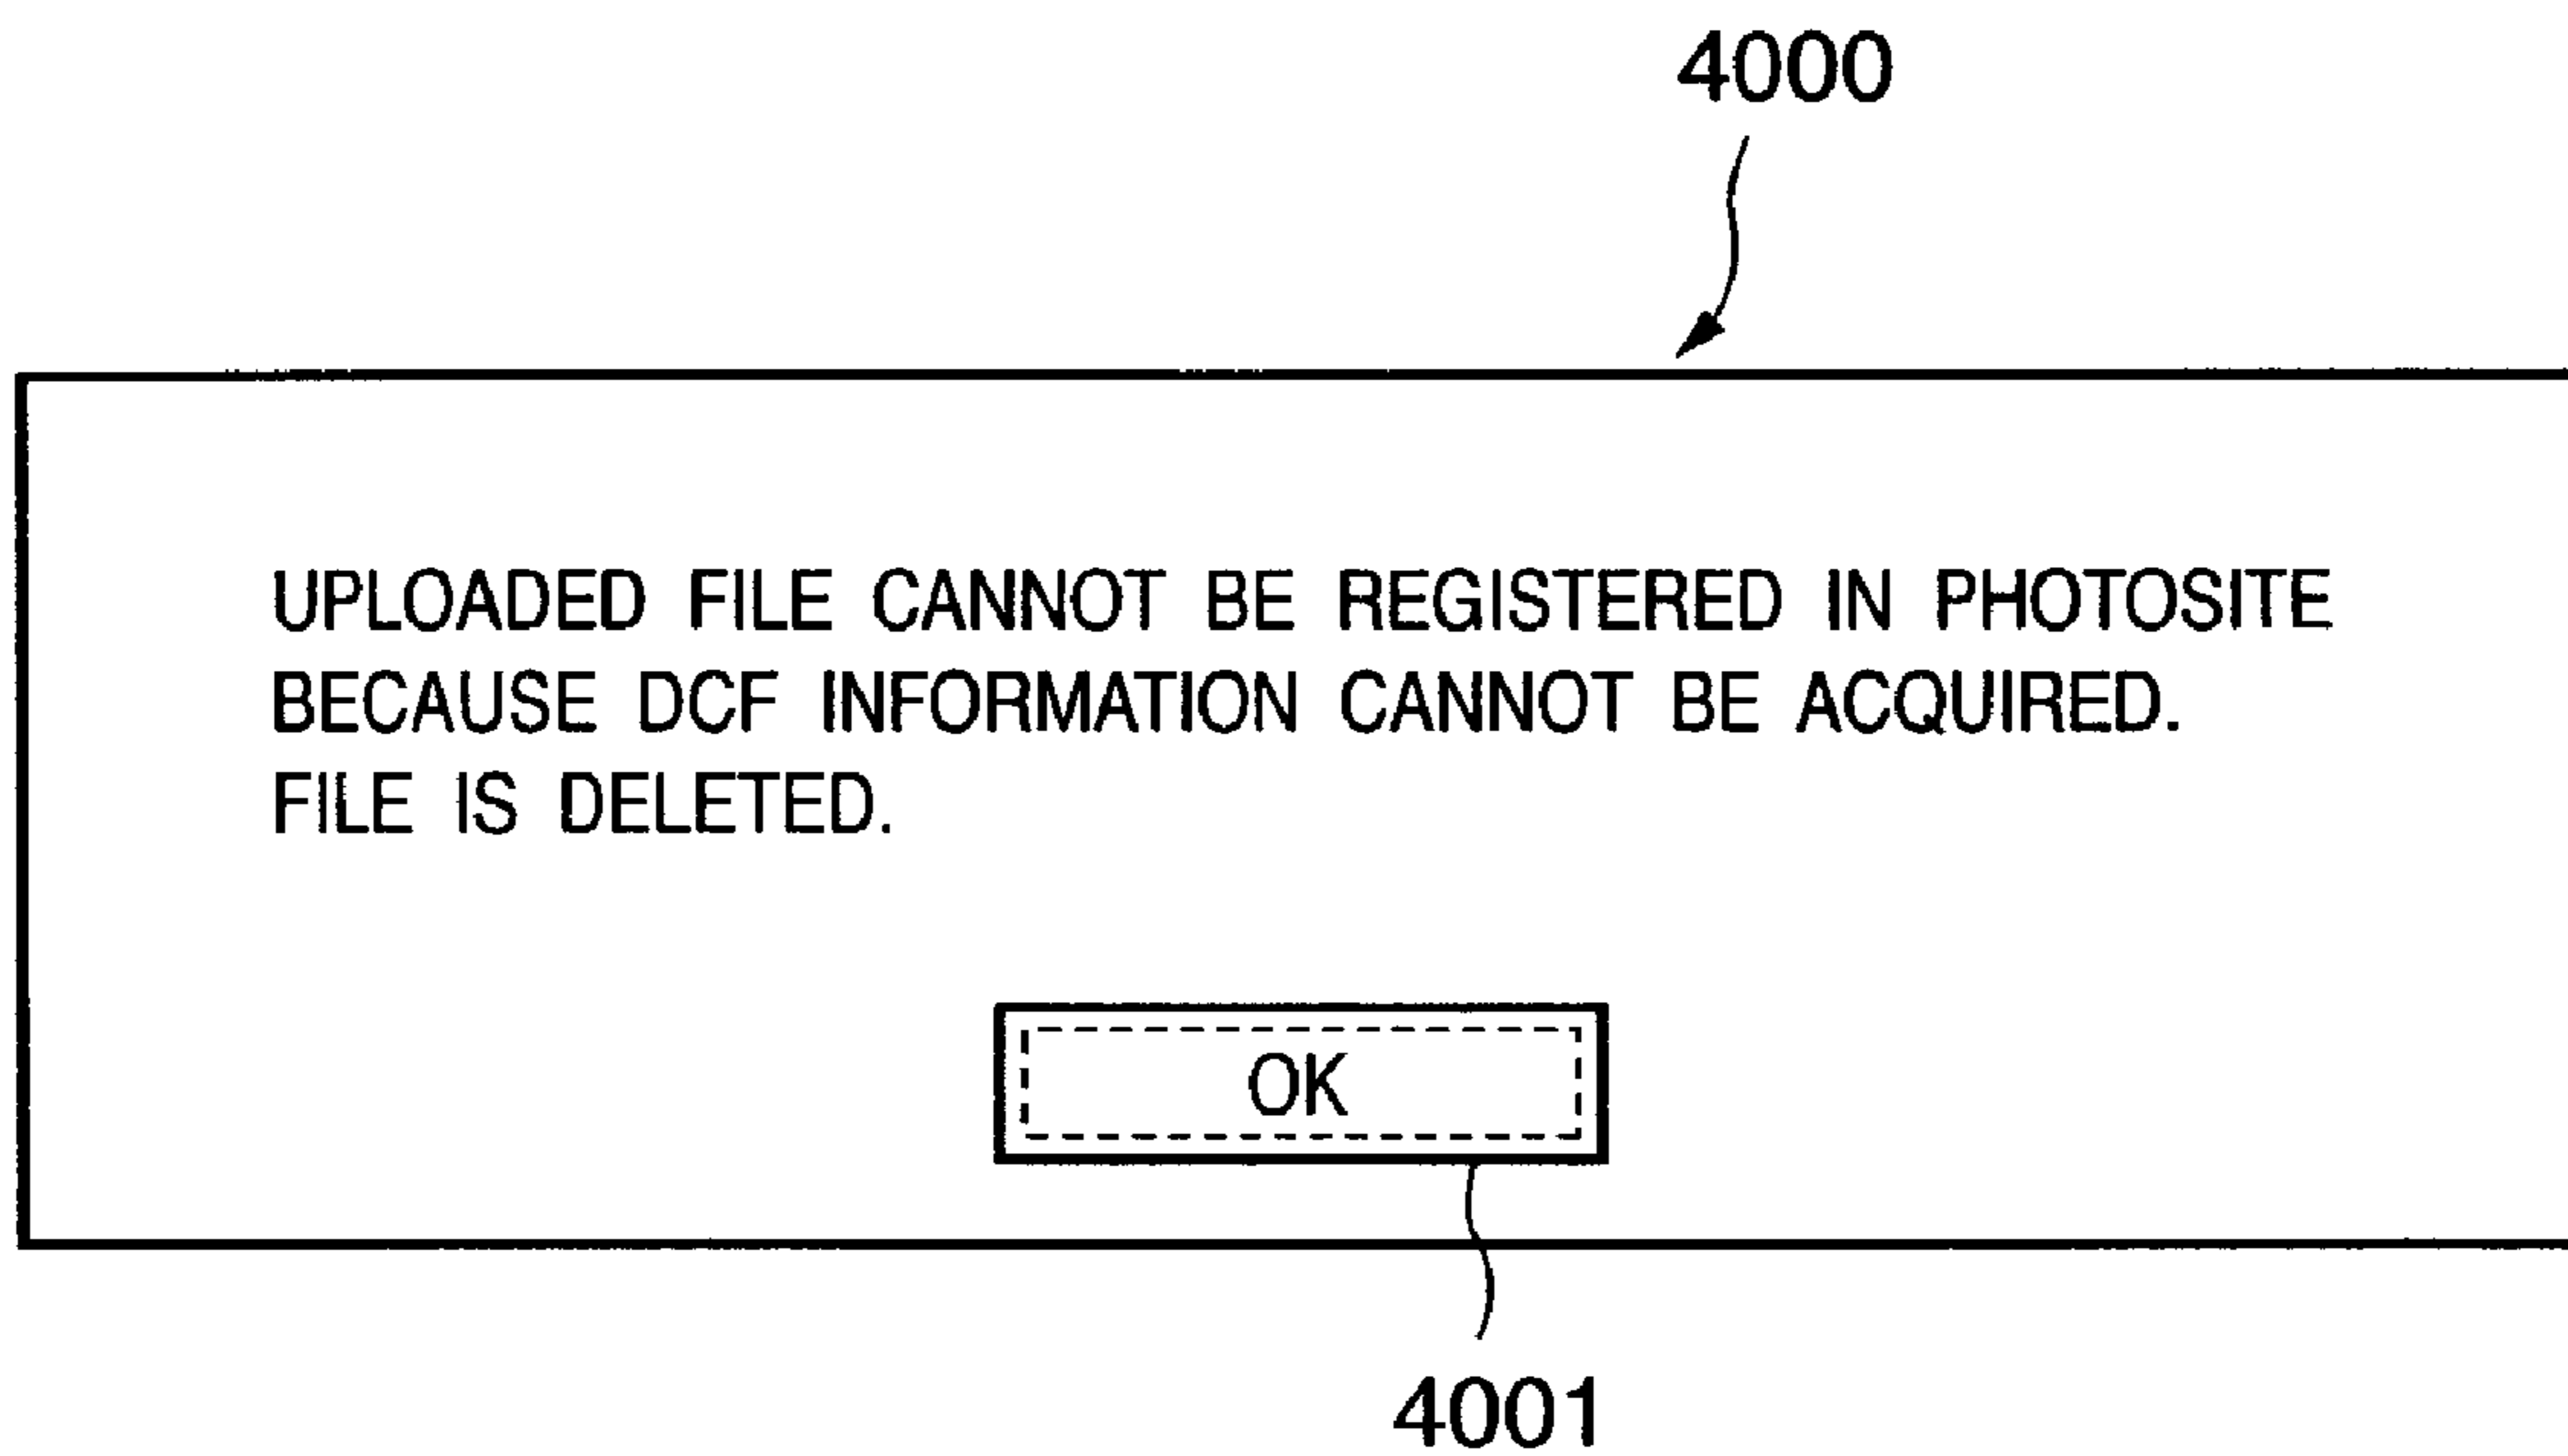 4000
UPLOADED FILE CANNOT BE REGISTERED IN PHOTOSITE
BECAUSE DCF INFORMATION CANNOT BE ACQUIRED.
FILE IS DELETED.
OK
4001